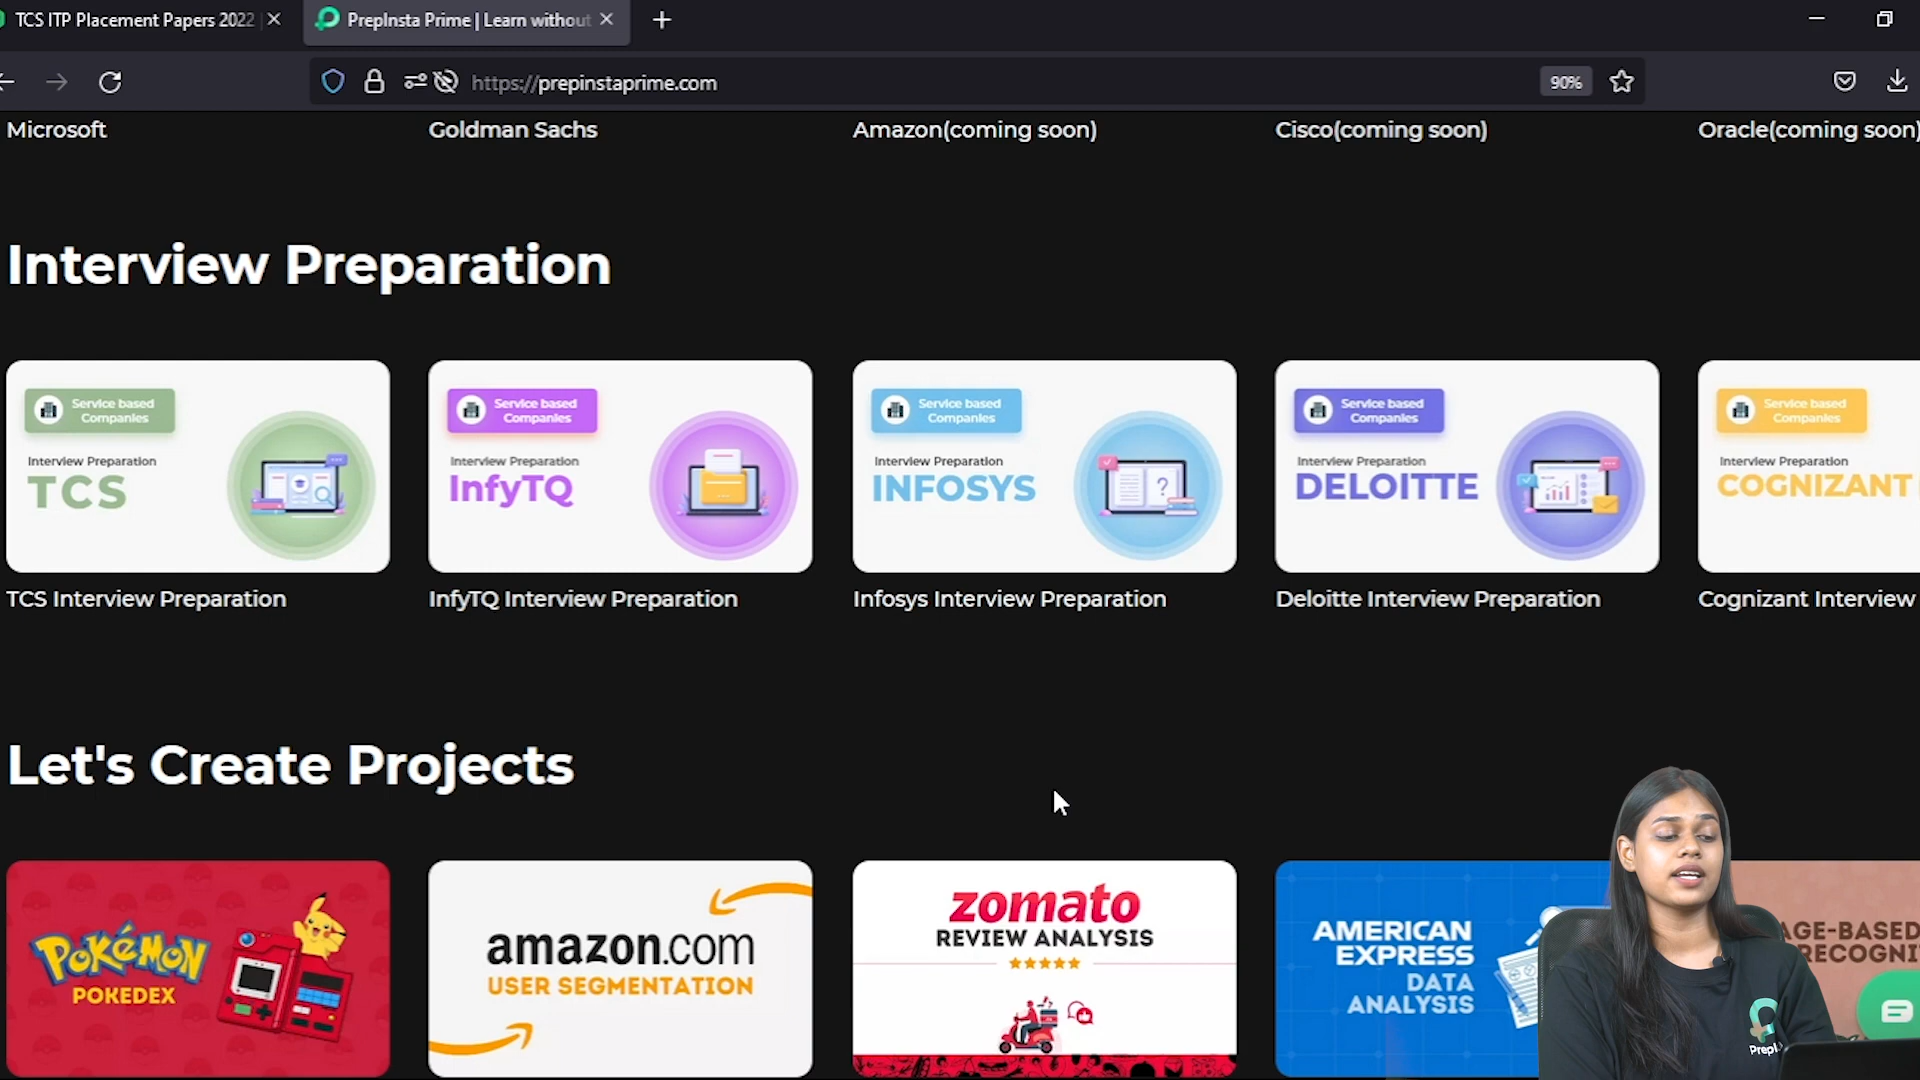 TCS ITP Placement Papers 2022
PrepInsta Prime | Learn without
https://prepinstaprime.com
90%
Microsoft
Goldman Sachs
Amazon(coming soon)
Cisco(coming soon)
Oracle(coming soon)
Interview Preparation
Service based
Companies
Interview Preparation
TCS
Service based
Companies
Interview Preparation
InfyTQ
Service based
Companies
Interview Preparation
INFOSYS
Service based
Companies
Interview Preparation
DELOITTE
Service based
Companies
Interview Preparation
COGNIZANT
TCS Interview Preparation
InfyTQ Interview Preparation
Infosys Interview Preparation
Deloitte Interview Preparation
Cognizant Interview
Let's Create Projects
POKéMON
POKEDEX
amazon.com
USER SEGMENTATION
zomato
REVIEW ANALYSIS
AMERICAN
EXPRESS
DATA
ANALYSIS
AGE-BASED
RECOGNI